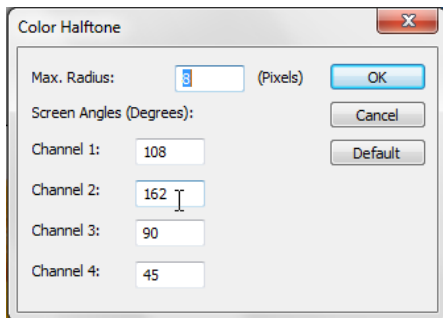 Color Halftone
Max. Radius: 8 (Pixels) OK
Screen Angles (Degrees): Cancel
Channel 1: 108 Default
Channel 2: 162
Channel 3: 90
Channel 4: 45